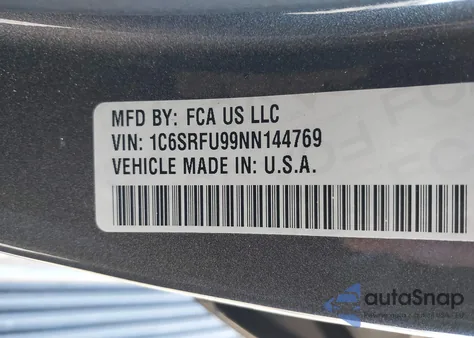 MFD BY: FCA US LLC
VIN: 1C6SRFU99NN144769
VEHICLE MADE IN: U.S.A.
autoSnap